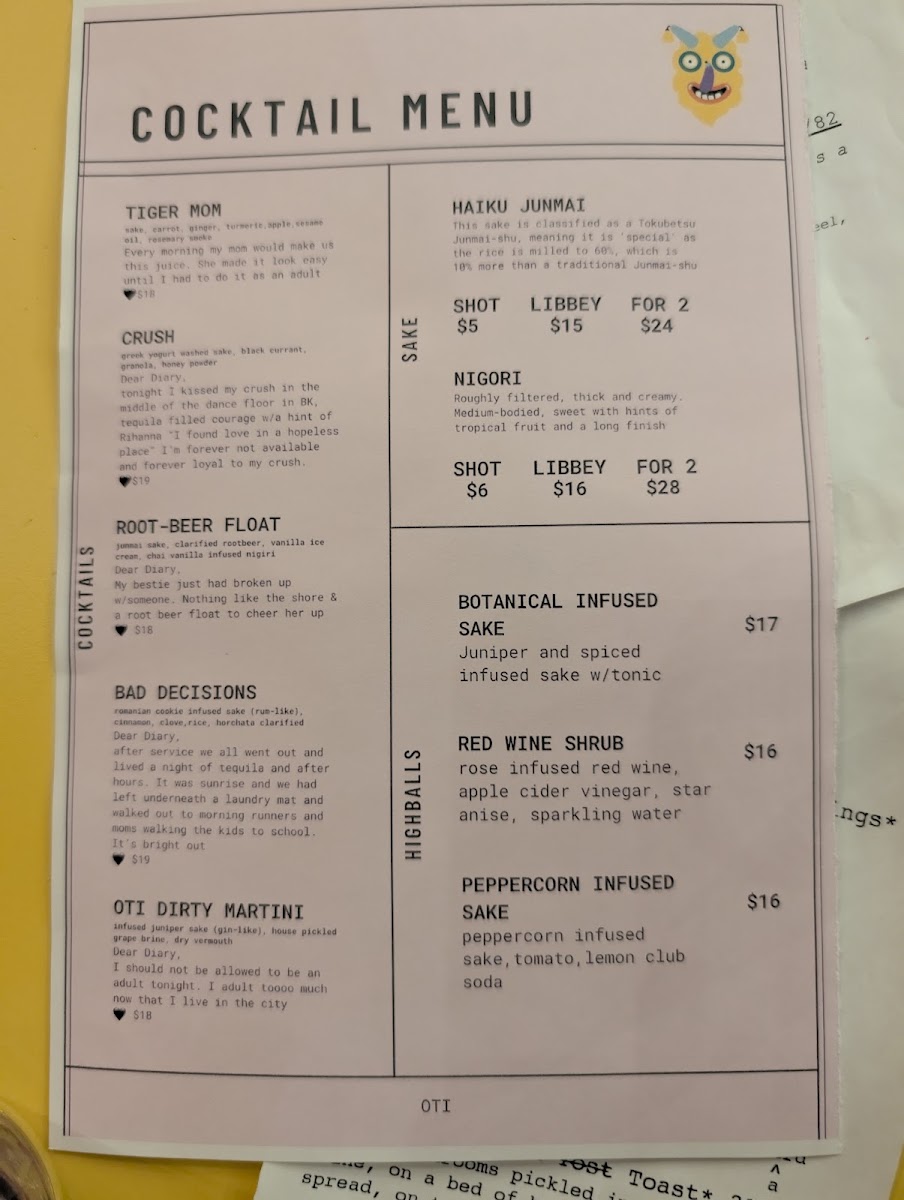 COCKTAIL MENU
COCKTAILS
TIGER MOM
sake, carrot, ginger, turmeric,apple,sesame
oil, rosemary smoke
Every morning my mom would make us
this juice. She made it look easy
until I had to do it as an adult
$18
CRUSH
greek yogurt washed sake, black currant,
granola, honey powder
Dear Diary,
tonight I kissed my crush in the
middle of the dance floor in BK,
tequila filled courage w/a hint of
Rihanna "I found love in a hopeless
place" I'm forever not available
and forever loyal to my crush.
$19
ROOT-BEER FLOAT
junmai sake, clarified rootbeer, vanilla ice
cream, chai vanilla infused nigiri
Dear Diary,
My bestie just had broken up
w/someone. Nothing like the shore &
a root beer float to cheer her up
$18
BAD DECISIONS
romanian cookie infused sake (rum-like),
cinnamon, clove,rice, horchata clarified
Dear Diary,
after service we all went out and
lived a night of tequila and after
hours. It was sunrise and we had
left underneath a laundry mat and
walked out to morning runners and
moms walking the kids to school.
It's bright out
$19
OTI DIRTY MARTINI
infused juniper sake (gin-like), house pickled
grape brine, dry vermouth
Dear Diary,
I should not be allowed to be an
adult tonight. I adult toooo much
now that I live in the city
$18
SAKE
HAIKU JUNMAI
This sake is classified as a Tokubetsu
Junmai-shu, meaning it is 'special' as
the rice is milled to 60%, which is
10% more than a traditional Junmai-shu
SHOT LIBBEY FOR 2
$5 $15 $24
NIGORI
Roughly filtered, thick and creamy.
Medium-bodied, sweet with hints of
tropical fruit and a long finish
SHOT LIBBEY FOR 2
$6 $16 $28
HIGHBALLS
BOTANICAL INFUSED
SAKE $17
Juniper and spiced
infused sake w/tonic
RED WINE SHRUB $16
rose infused red wine,
apple cider vinegar, star
anise, sparkling water
PEPPERCORN INFUSED
SAKE $16
peppercorn infused
sake,tomato,lemon club
soda
OTI
82
s a
ngs*
Toast*
pickled
, on a bed of
spread, on
a